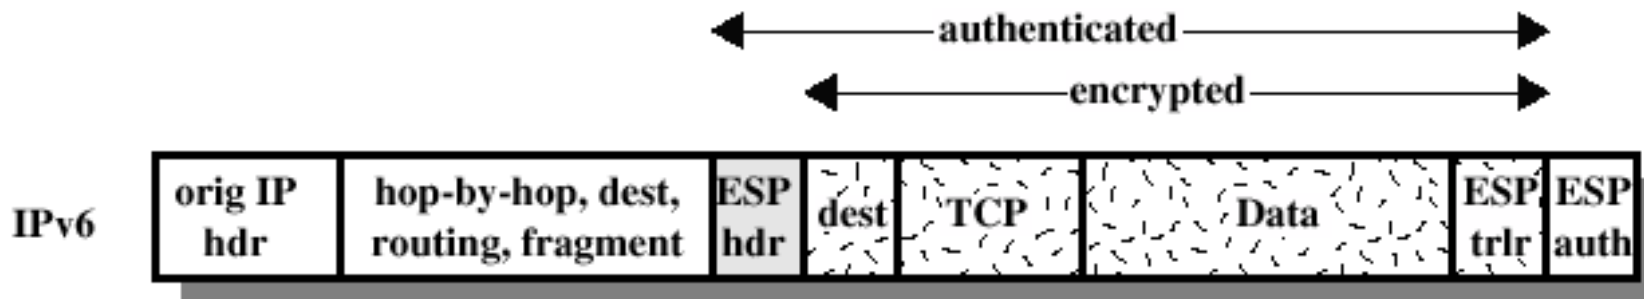 authenticated
encrypted
IPv6
orig IP
hdr
hop-by-hop, dest,
routing, fragment
ESP
hdr
dest
TCP
Data
ESP
trlr
ESP
auth